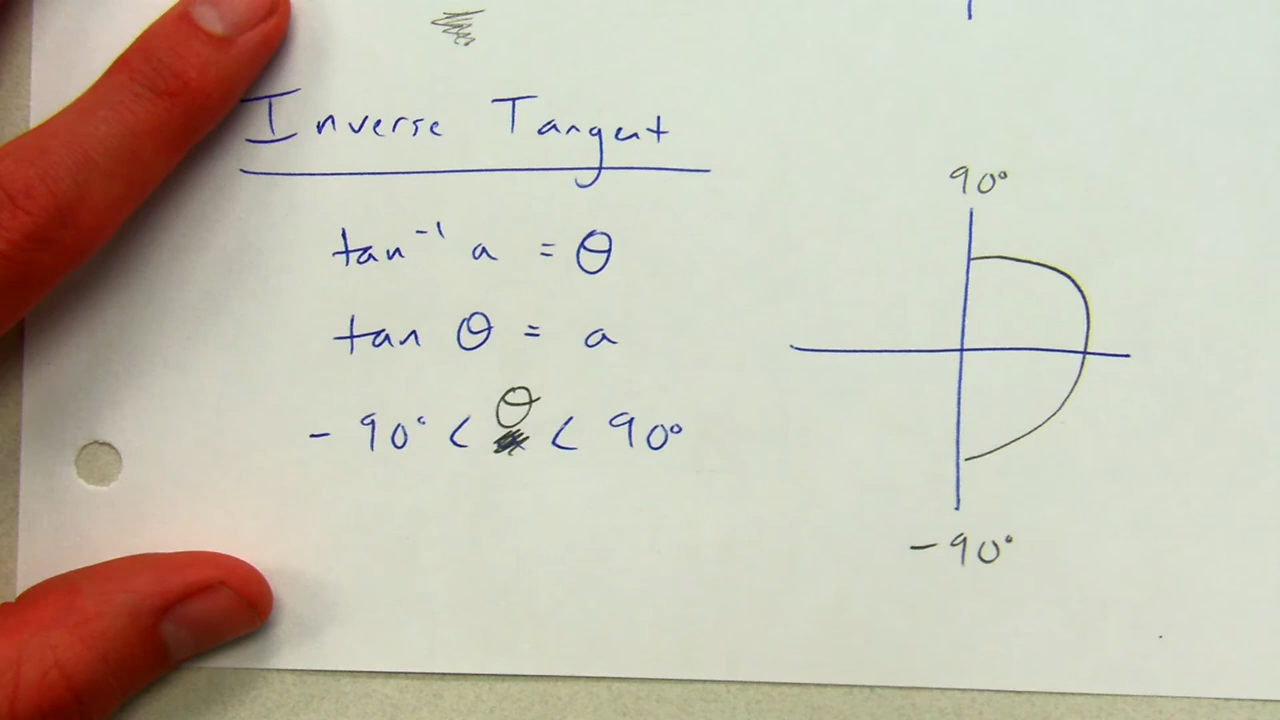 Inverse Tangent
tan⁻¹ a = θ
tan θ = a
-90° < θ < 90°
90°
-90°